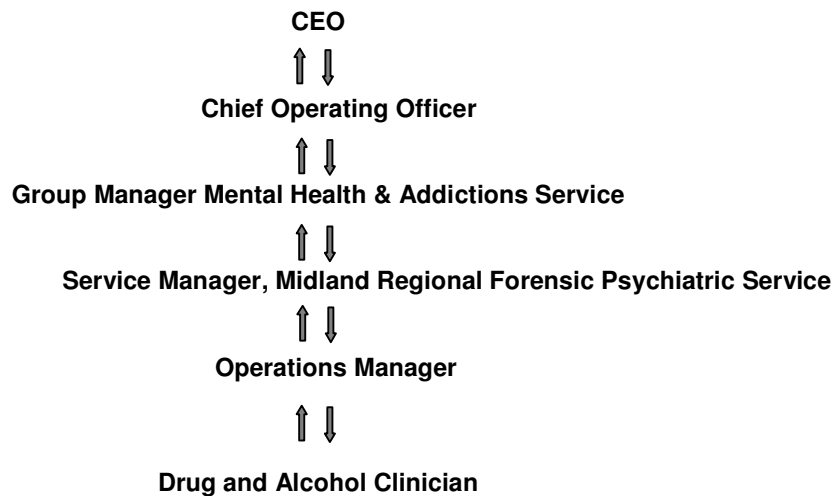 CEO
Chief Operating Officer
Group Manager Mental Health & Addictions Service
Service Manager, Midland Regional Forensic Psychiatric Service
Operations Manager
Drug and Alcohol Clinician